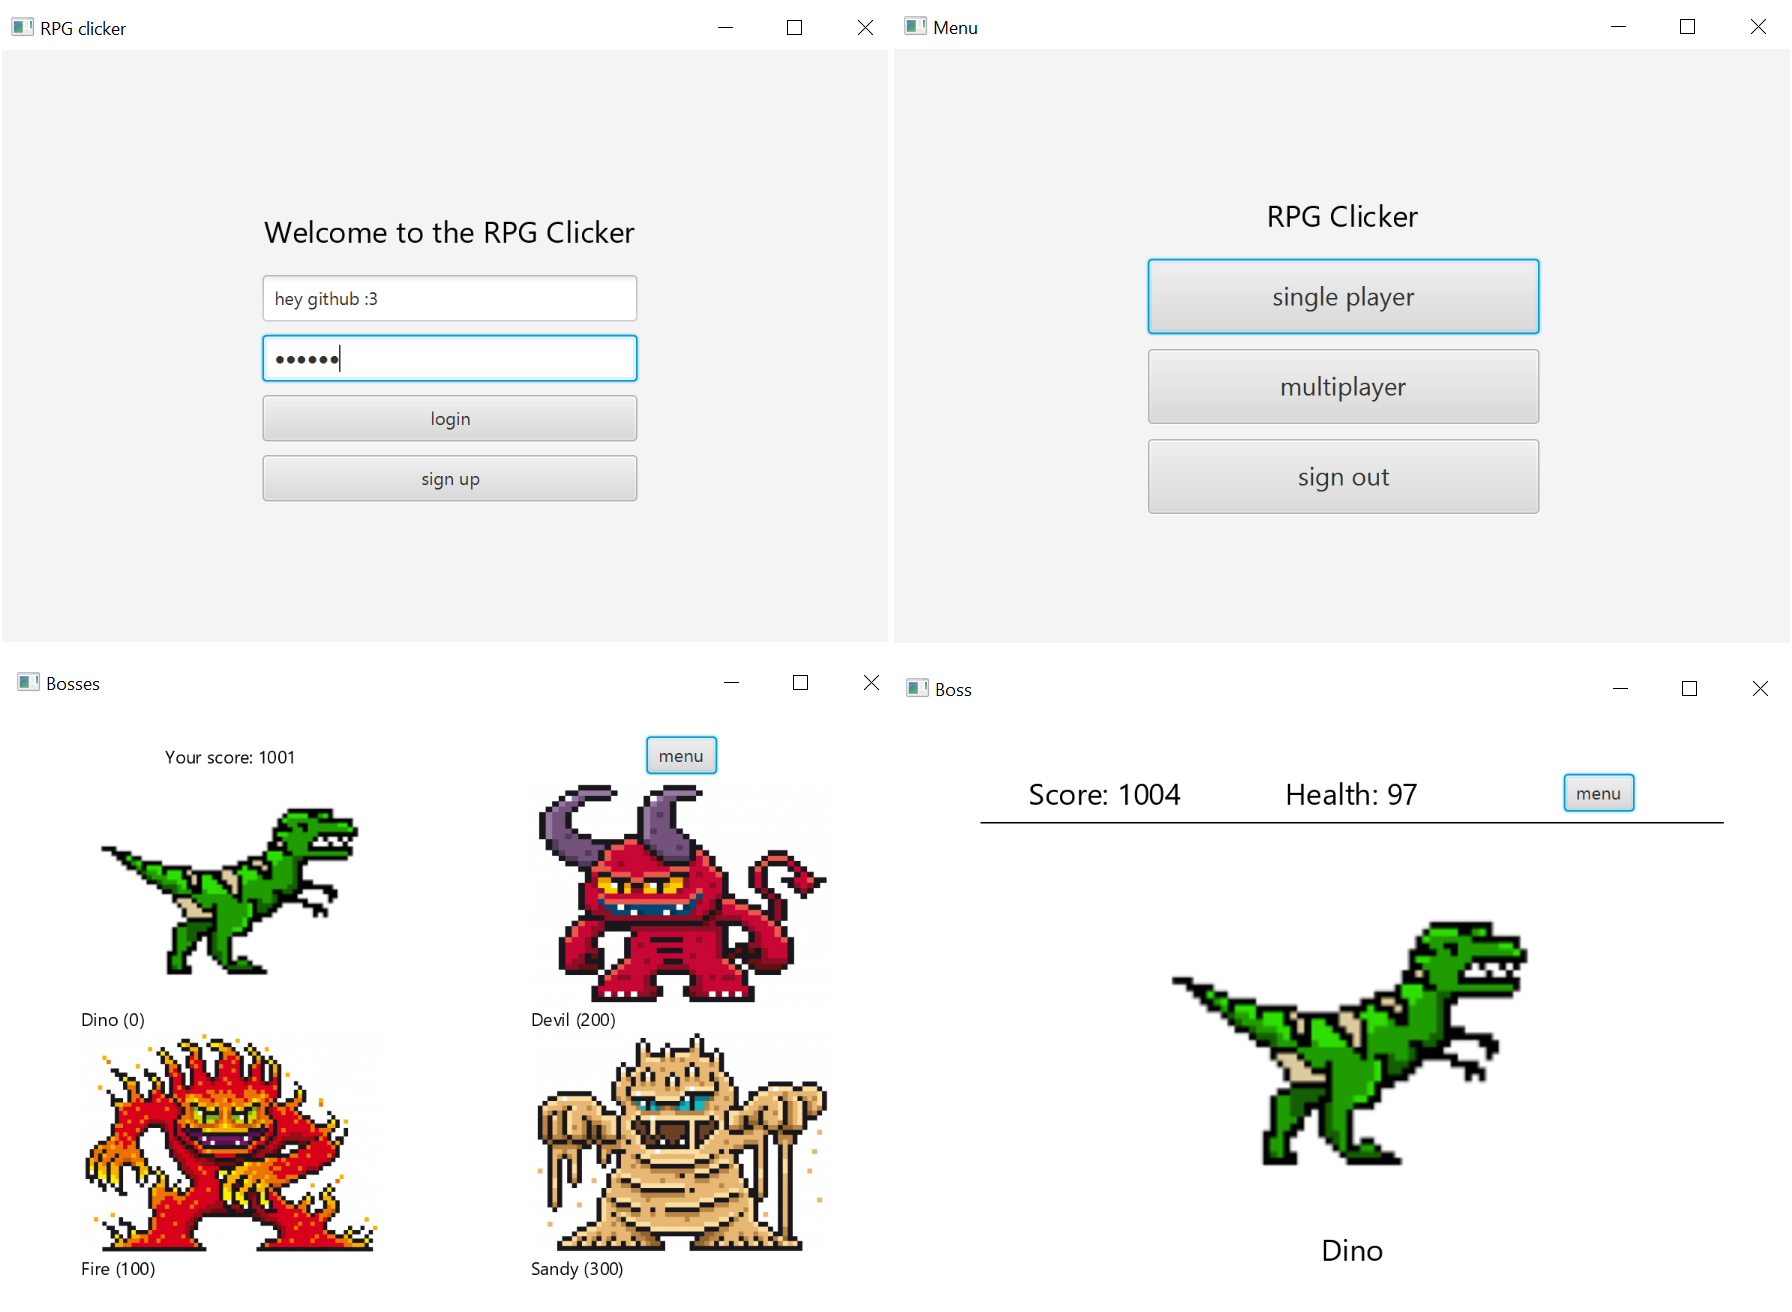 RPG clicker
Welcome to the RPG Clicker
hey github :3
••••••
login
sign up
Menu
RPG Clicker
single player
multiplayer
sign out
Bosses
Your score: 1001
menu
Dino (0)
Devil (200)
Fire (100)
Sandy (300)
Boss
Score: 1004
Health: 97
menu
Dino